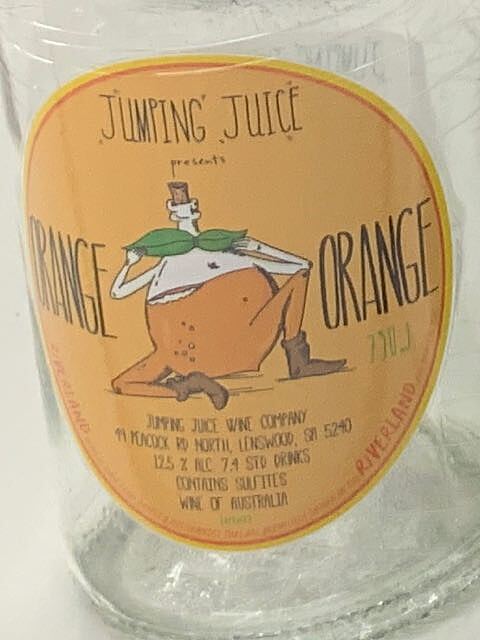 JUMPING JUICE
presents
ORANGE ORANGE
RIVERLAND
JUMPING JUICE WINE COMPANY
49 PEACOCK RD NORTH, LENSWOOD, SA 5240
12.5 % ALC 7.4 STD DRINKS
CONTAINS SULFITES
WINE OF AUSTRALIA
RIVERLAND